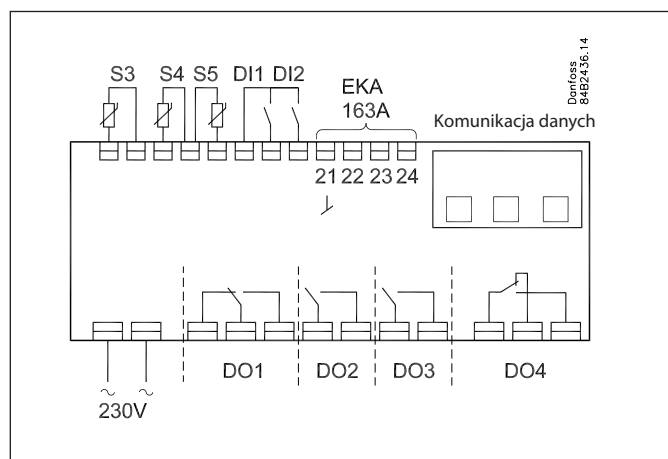 S3 S4 S5 DI1 DI2
EKA
163A
Danfoss
84B2436.14
Komunikacja danych
21 22 23 24
DO1 DO2 DO3 DO4
~ ~
230V